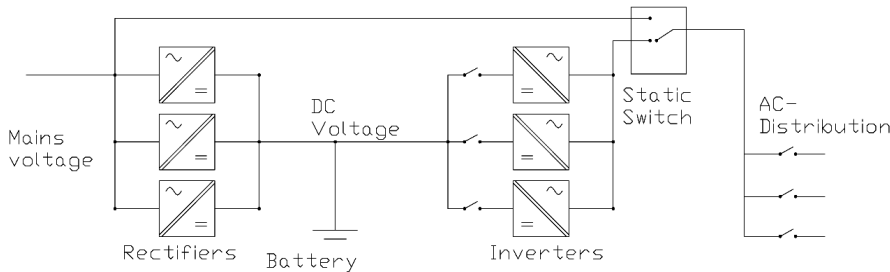 Mains
voltage
Rectifiers
DC
Voltage
Battery
Inverters
Static
Switch
AC-
Distribution